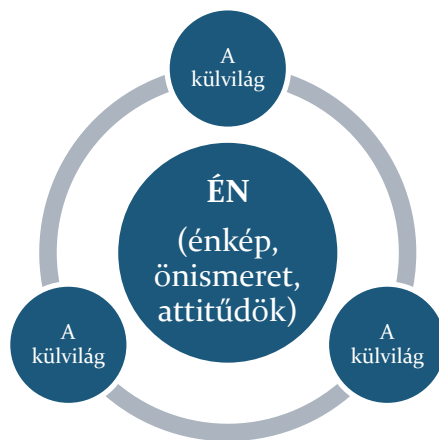 A
külvilág
ÉN
(énkép,
önismeret,
attitűdök)
A
külvilág
A
külvilág